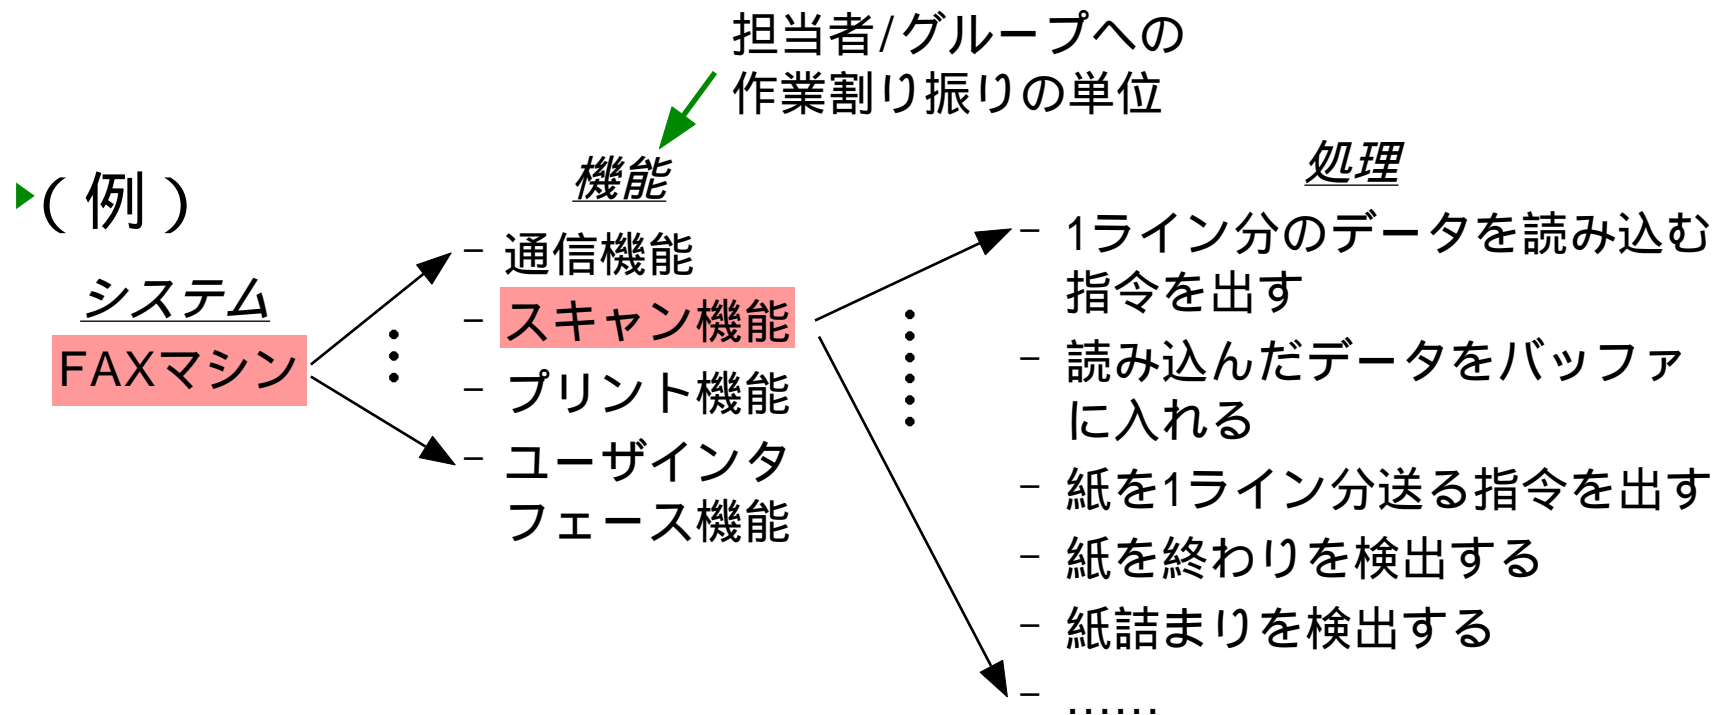 担当者/グループへの
作業割り振りの単位
(例)
システム
FAXマシン
機能
- 通信機能
- スキャン機能
- プリント機能
- ユーザインタ
フェース機能
処理
- 1ライン分のデータを読み込む
指令を出す
- 読み込んだデータをバッファ
に入れる
- 紙を1ライン分送る指令を出す
- 紙を終わりを検出する
- 紙詰まりを検出する
- ……